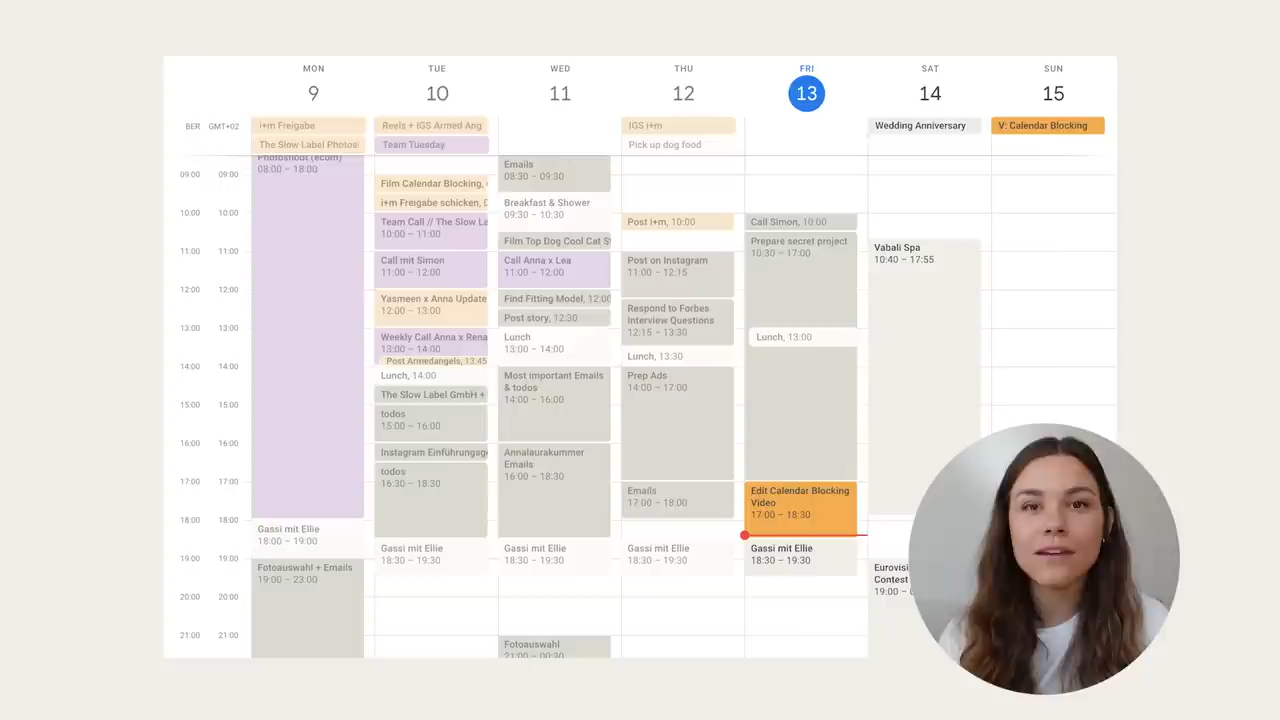 MON
TUE
WED
THU
FRI
SAT
SUN
9
10
11
12
13
14
15
BER
GMT+02
i+m Freigabe
Reels + IGS Armed Ang
IGS i+m
Wedding Anniversary
V: Calendar Blocking
The Slow Label Photos
Team Tuesday
Pick up dog food
09:00
09:00
10:00
10:00
11:00
11:00
12:00
12:00
13:00
13:00
14:00
14:00
15:00
15:00
16:00
16:00
17:00
17:00
18:00
18:00
19:00
19:00
20:00
20:00
21:00
21:00
Photoshoot (ecom)
08:00 – 18:00
Gassi mit Ellie
18:00 – 19:00
Fotoauswahl + Emails
19:00 – 23:00
Film Calendar Blocking,
i+m Freigabe schicken,
Team Call // The Slow La
10:00 – 11:00
Call mit Simon
11:00 – 12:00
Yasmeen x Anna Update
12:00 – 13:00
Weekly Call Anna x Rena
13:00 – 14:00
Post Armedangels, 13:45
Lunch, 14:00
The Slow Label GmbH +
todos
15:00 – 16:00
Instagram Einführungsge
todos
16:30 – 18:30
Gassi mit Ellie
18:30 – 19:30
Emails
08:30 – 09:30
Breakfast & Shower
09:30 – 10:30
Film Top Dog Cool Cat S
Call Anna x Lea
11:00 – 12:00
Find Fitting Model, 12:00
Post story, 12:30
Lunch
13:00 – 14:00
Most important Emails
& todos
14:00 – 16:00
Annalaurakummer
Emails
16:00 – 18:30
Gassi mit Ellie
18:30 – 19:30
Fotoauswahl
21:00 – 00:30
Post i+m, 10:00
Post on Instagram
11:00 – 12:15
Respond to Forbes
Interview Questions
12:15 – 13:30
Lunch, 13:30
Prep Ads
14:00 – 17:00
Emails
17:00 – 18:00
Gassi mit Ellie
18:30 – 19:30
Call Simon, 10:00
Prepare secret project
10:30 – 17:00
Lunch, 13:00
Edit Calendar Blocking
Video
17:00 – 18:30
Gassi mit Ellie
18:30 – 19:30
Vabali Spa
10:40 – 17:55
Eurovisi
Contest
19:00 –